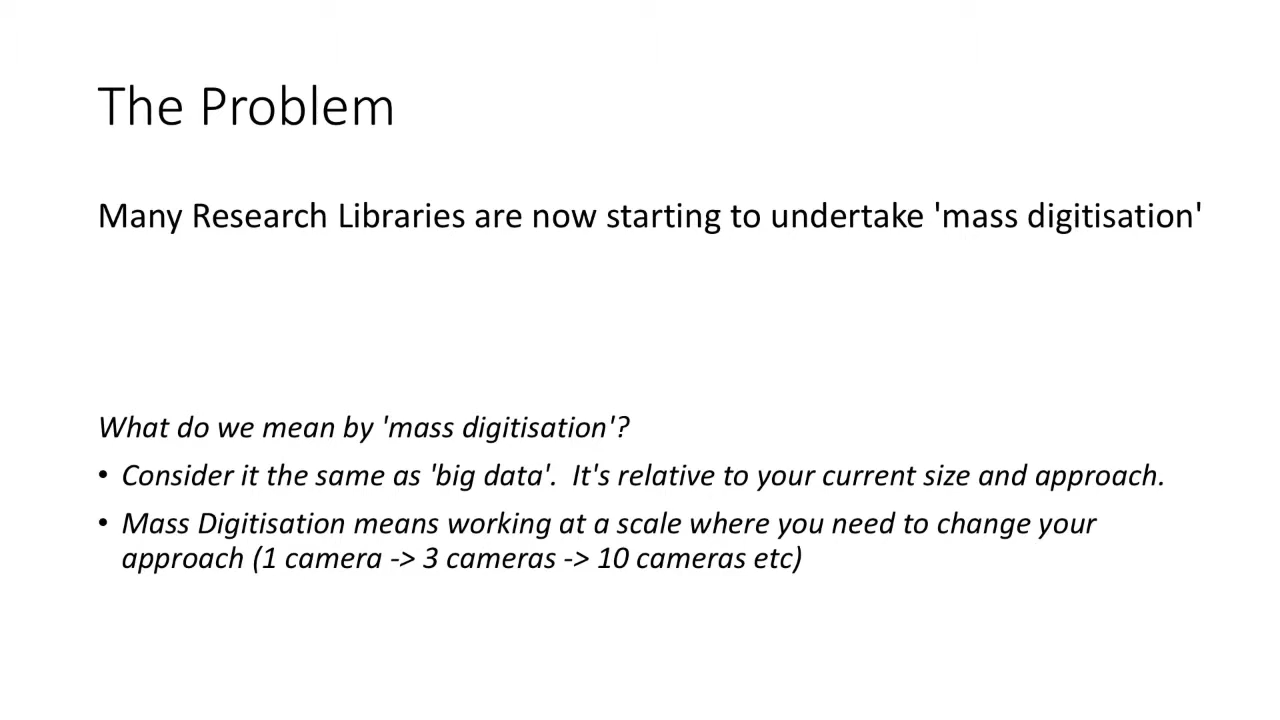 The Problem
Many Research Libraries are now starting to undertake 'mass digitisation'
What do we mean by 'mass digitisation'?
• Consider it the same as 'big data'.  It's relative to your current size and approach.
• Mass Digitisation means working at a scale where you need to change your
approach (1 camera -> 3 cameras -> 10 cameras etc)